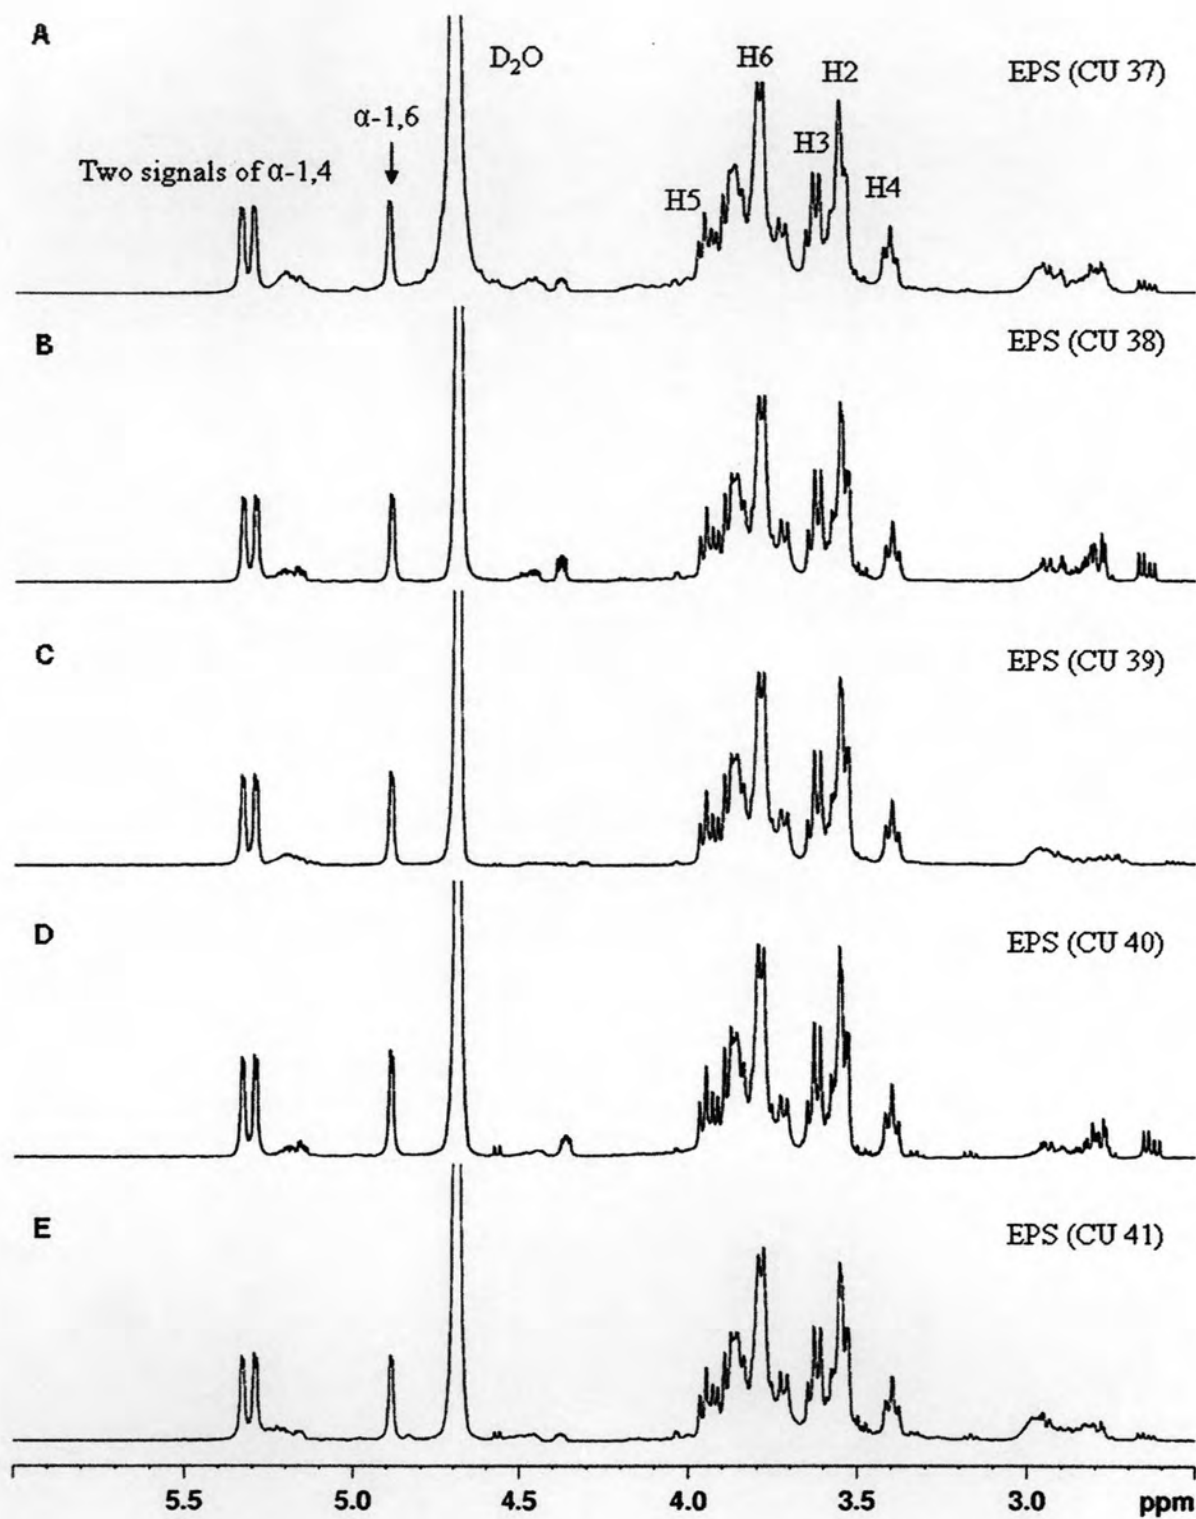 A
D₂O
H6
H2
EPS (CU 37)
α-1,6
H3
Two signals of α-1,4
H5
H4
B
EPS (CU 38)
C
EPS (CU 39)
D
EPS (CU 40)
E
EPS (CU 41)
5.5 5.0 4.5 4.0 3.5 3.0 ppm